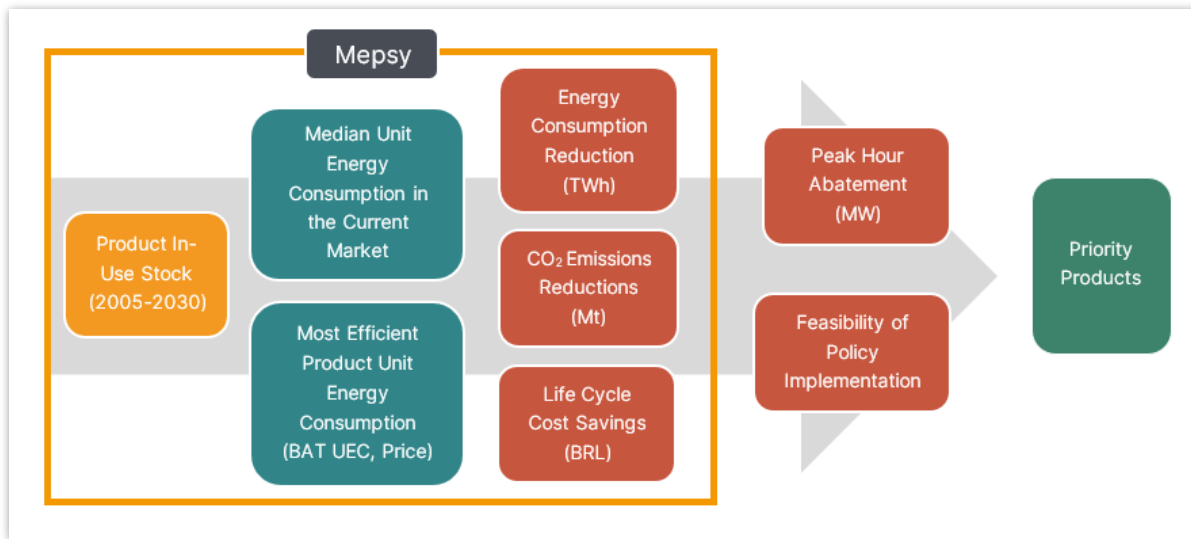 Mepsy
Product In-
Use Stock
(2005-2030)
Median Unit
Energy
Consumption in
the Current
Market
Most Efficient
Product Unit
Energy
Consumption
(BAT UEC, Price)
Energy
Consumption
Reduction
(TWh)
CO₂ Emissions
Reductions
(Mt)
Life Cycle
Cost Savings
(BRL)
Peak Hour
Abatement
(MW)
Feasibility of
Policy
Implementation
Priority
Products